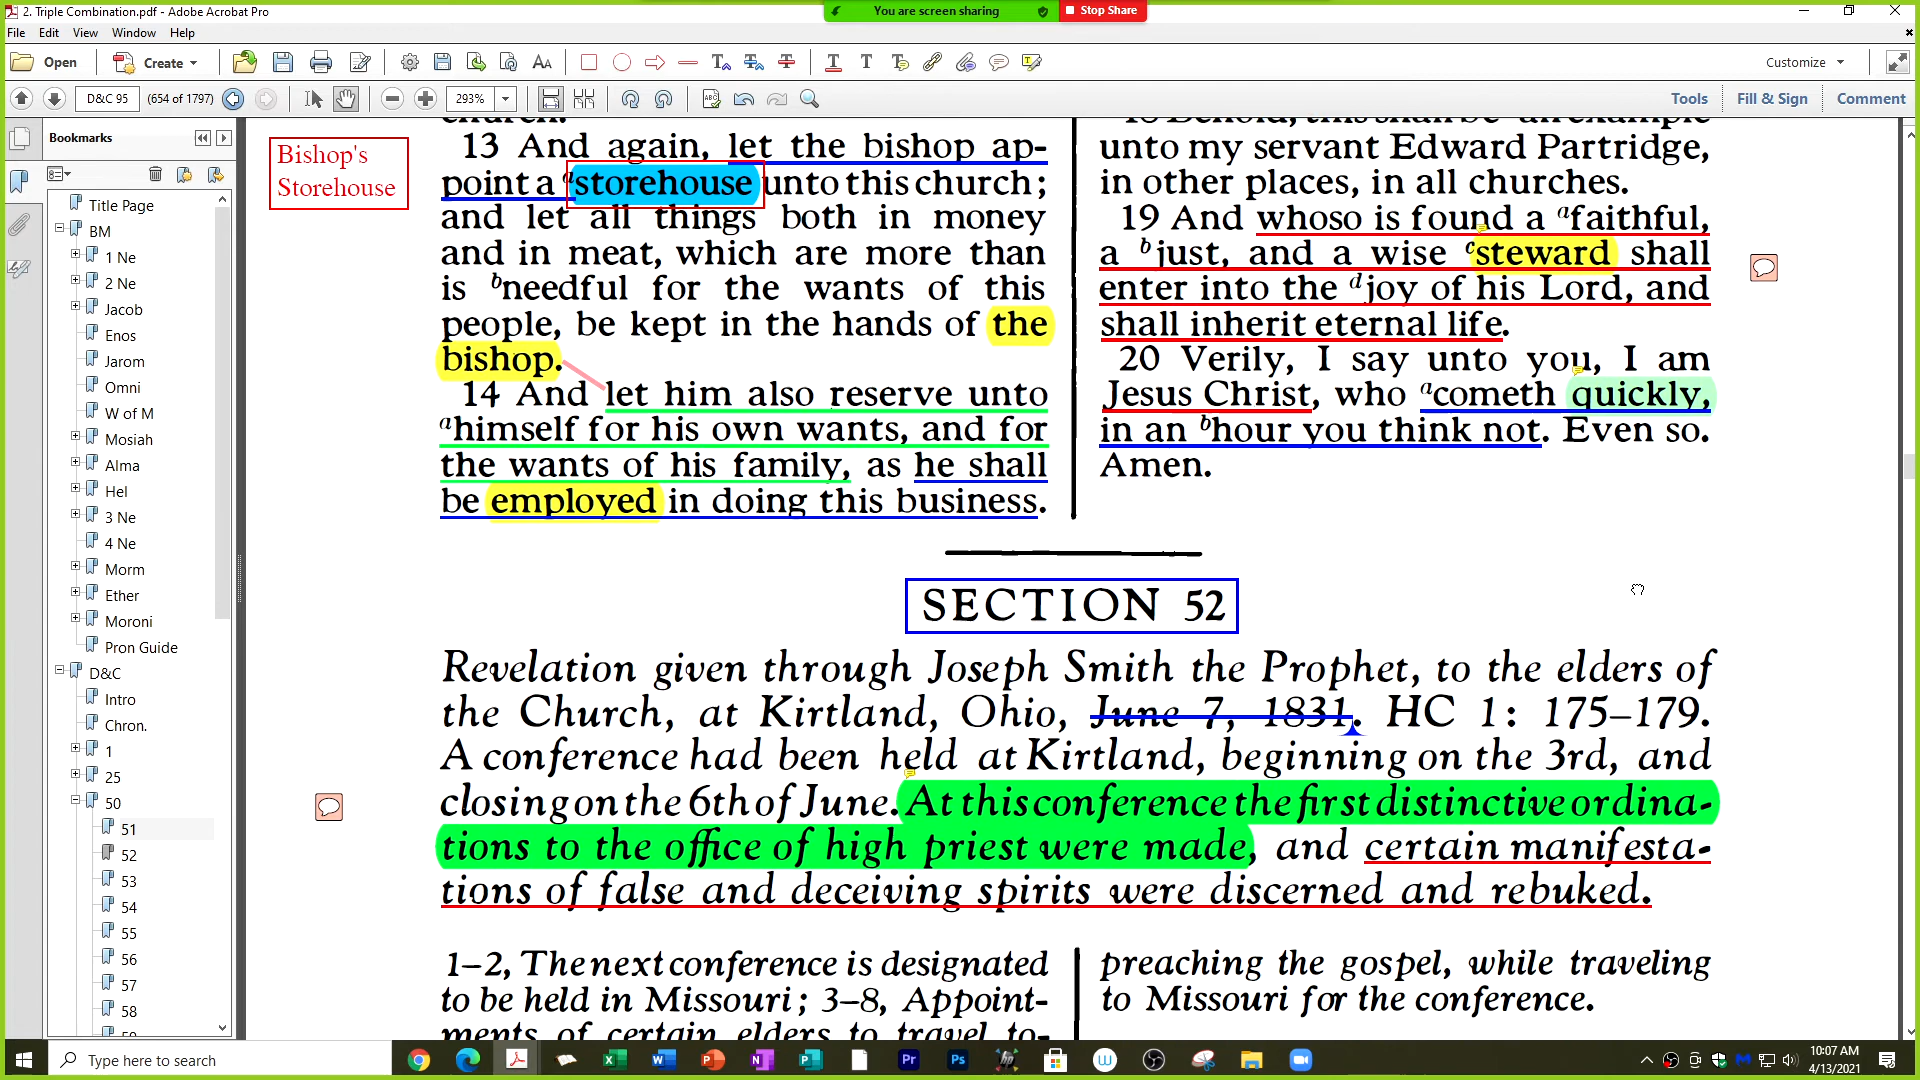 2. Triple Combination.pdf - Adobe Acrobat Pro
You are screen sharing
Stop Share
File Edit View Window Help
Open
Create
Customize
D&C 95
(654 of 1797)
293%
Tools
Fill & Sign
Comment
Bookmarks
Title Page
BM
1 Ne
2 Ne
Jacob
Enos
Jarom
Omni
W of M
Mosiah
Alma
Hel
3 Ne
4 Ne
Morm
Ether
Moroni
Pron Guide
D&C
Intro
Chron.
1
25
50
51
52
53
54
55
56
57
58
Bishop's
Storehouse
church.
13 And again, let the bishop ap-
point a a storehouse unto this church;
and let all things both in money
and in meat, which are more than
is b needful for the wants of this
people, be kept in the hands of the
bishop.
14 And let him also reserve unto
a himself for his own wants, and for
the wants of his family, as he shall
be employed in doing this business.
18 Behold, this shall be an example
unto my servant Edward Partridge,
in other places, in all churches.
19 And whoso is found a a faithful,
a b just, and a wise c steward shall
enter into the d joy of his Lord, and
shall inherit eternal life.
20 Verily, I say unto you, I am
Jesus Christ, who a cometh quickly,
in an b hour you think not. Even so.
Amen.
SECTION 52
Revelation given through Joseph Smith the Prophet, to the elders of
the Church, at Kirtland, Ohio, June 7, 1831. HC 1: 175–179.
A conference had been held at Kirtland, beginning on the 3rd, and
closing on the 6th of June. At this conference the first distinctive ordina-
tions to the office of high priest were made, and certain manifesta-
tions of false and deceiving spirits were discerned and rebuked.
1–2, The next conference is designated
to be held in Missouri; 3–8, Appoint-
ments of certain elders to travel to-
preaching the gospel, while traveling
to Missouri for the conference.
Type here to search
10:07 AM
4/13/2021